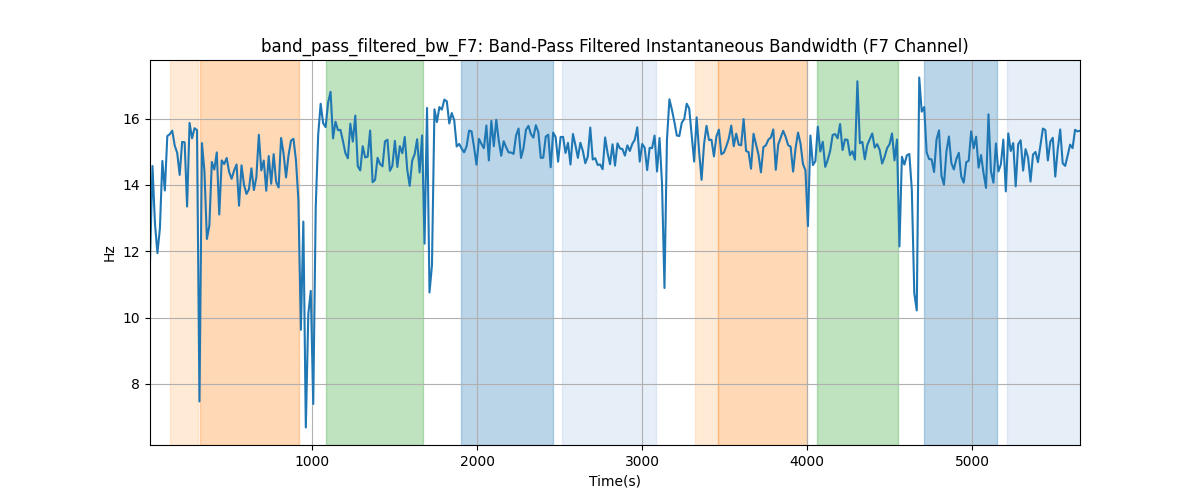 band_pass_filtered_bw_F7: Band-Pass Filtered Instantaneous Bandwidth (F7 Channel)
16
14
12
10
8
Hz
1000 2000 3000 4000 5000
Time(s)